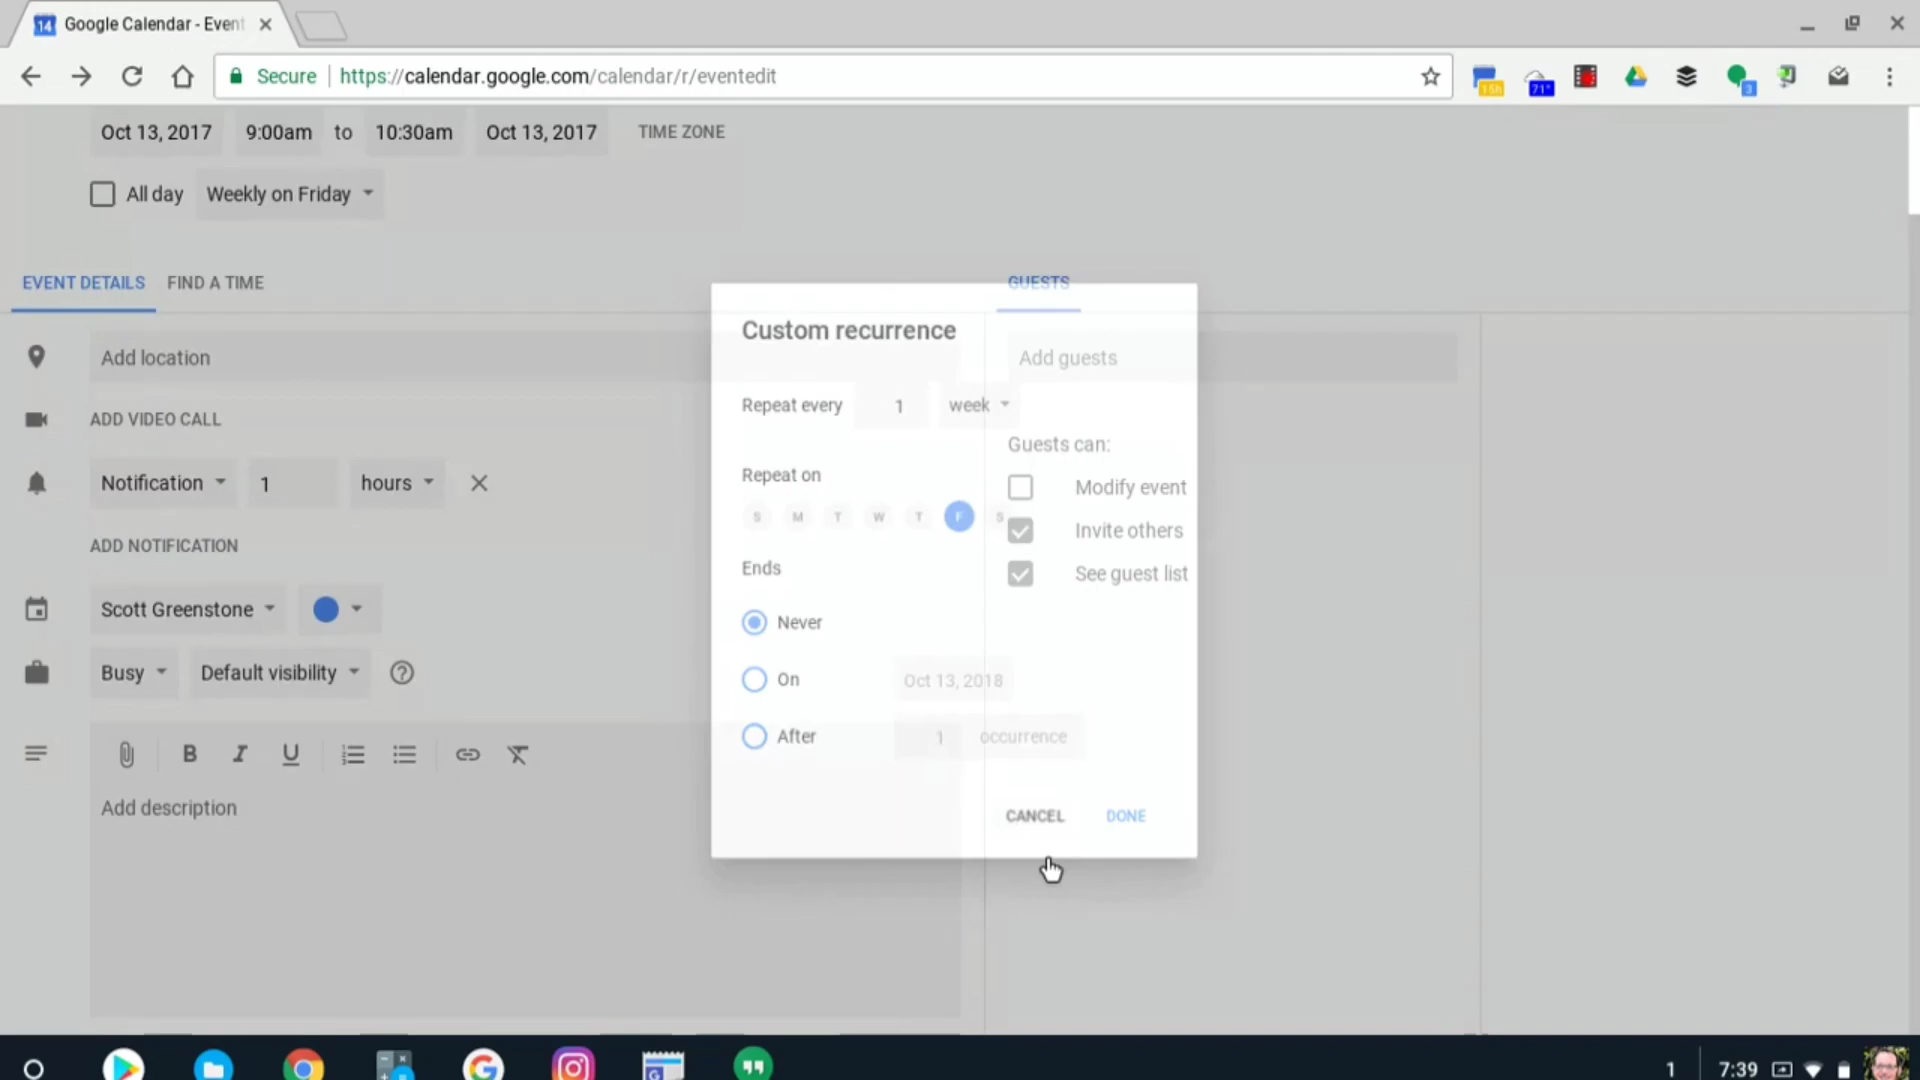 14 Google Calendar - Event
Secure https://calendar.google.com/calendar/r/eventedit
15h 71° 3
Oct 13, 2017 9:00am to 10:30am Oct 13, 2017 TIME ZONE
All day Weekly on Friday
EVENT DETAILS FIND A TIME GUESTS
Custom recurrence
Add location Add guests
Repeat every 1 week
ADD VIDEO CALL
Guests can:
Repeat on
Notification 1 hours Modify event
S M T W T F S
Invite others
ADD NOTIFICATION
Ends See guest list
Scott Greenstone
Never
Busy Default visibility ?
On Oct 13, 2018
After 1 occurrence
B I U
Add description
CANCEL DONE
1 7:39